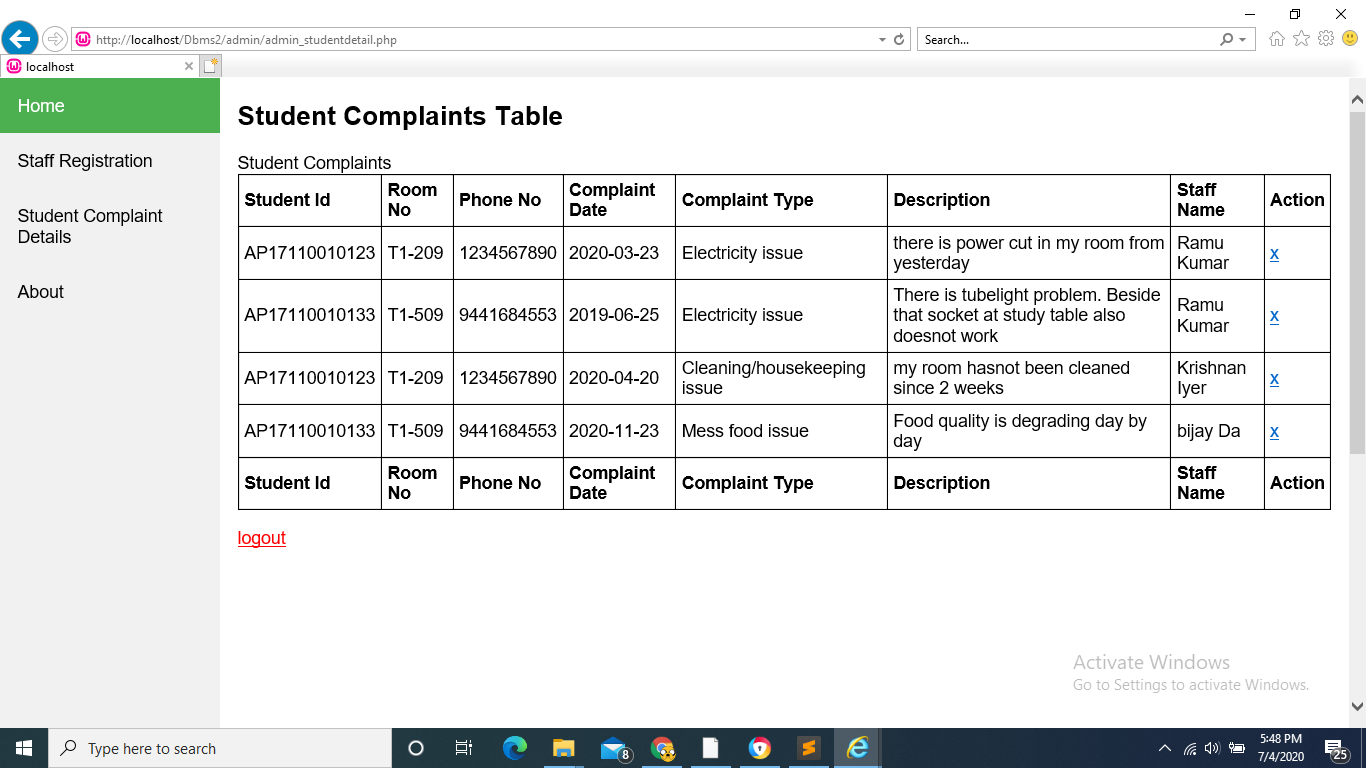 http://localhost/Dbms2/admin/admin_studentdetail.php
Search...
localhost
Home
Staff Registration
Student Complaint
Details
About
Student Complaints Table
Student Complaints
Student Id Room No Phone No Complaint Date Complaint Type Description Staff Name Action
AP17110010123 T1-209 1234567890 2020-03-23 Electricity issue there is power cut in my room from yesterday Ramu Kumar x
AP17110010133 T1-509 9441684553 2019-06-25 Electricity issue There is tubelight problem. Beside that socket at study table also doesnot work Ramu Kumar x
AP17110010123 T1-209 1234567890 2020-04-20 Cleaning/housekeeping issue my room hasnot been cleaned since 2 weeks Krishnan Iyer x
AP17110010133 T1-509 9441684553 2020-11-23 Mess food issue Food quality is degrading day by day bijay Da x
Student Id Room No Phone No Complaint Date Complaint Type Description Staff Name Action
logout
Activate Windows
Go to Settings to activate Windows.
Type here to search
8
5:48 PM
7/4/2020
25